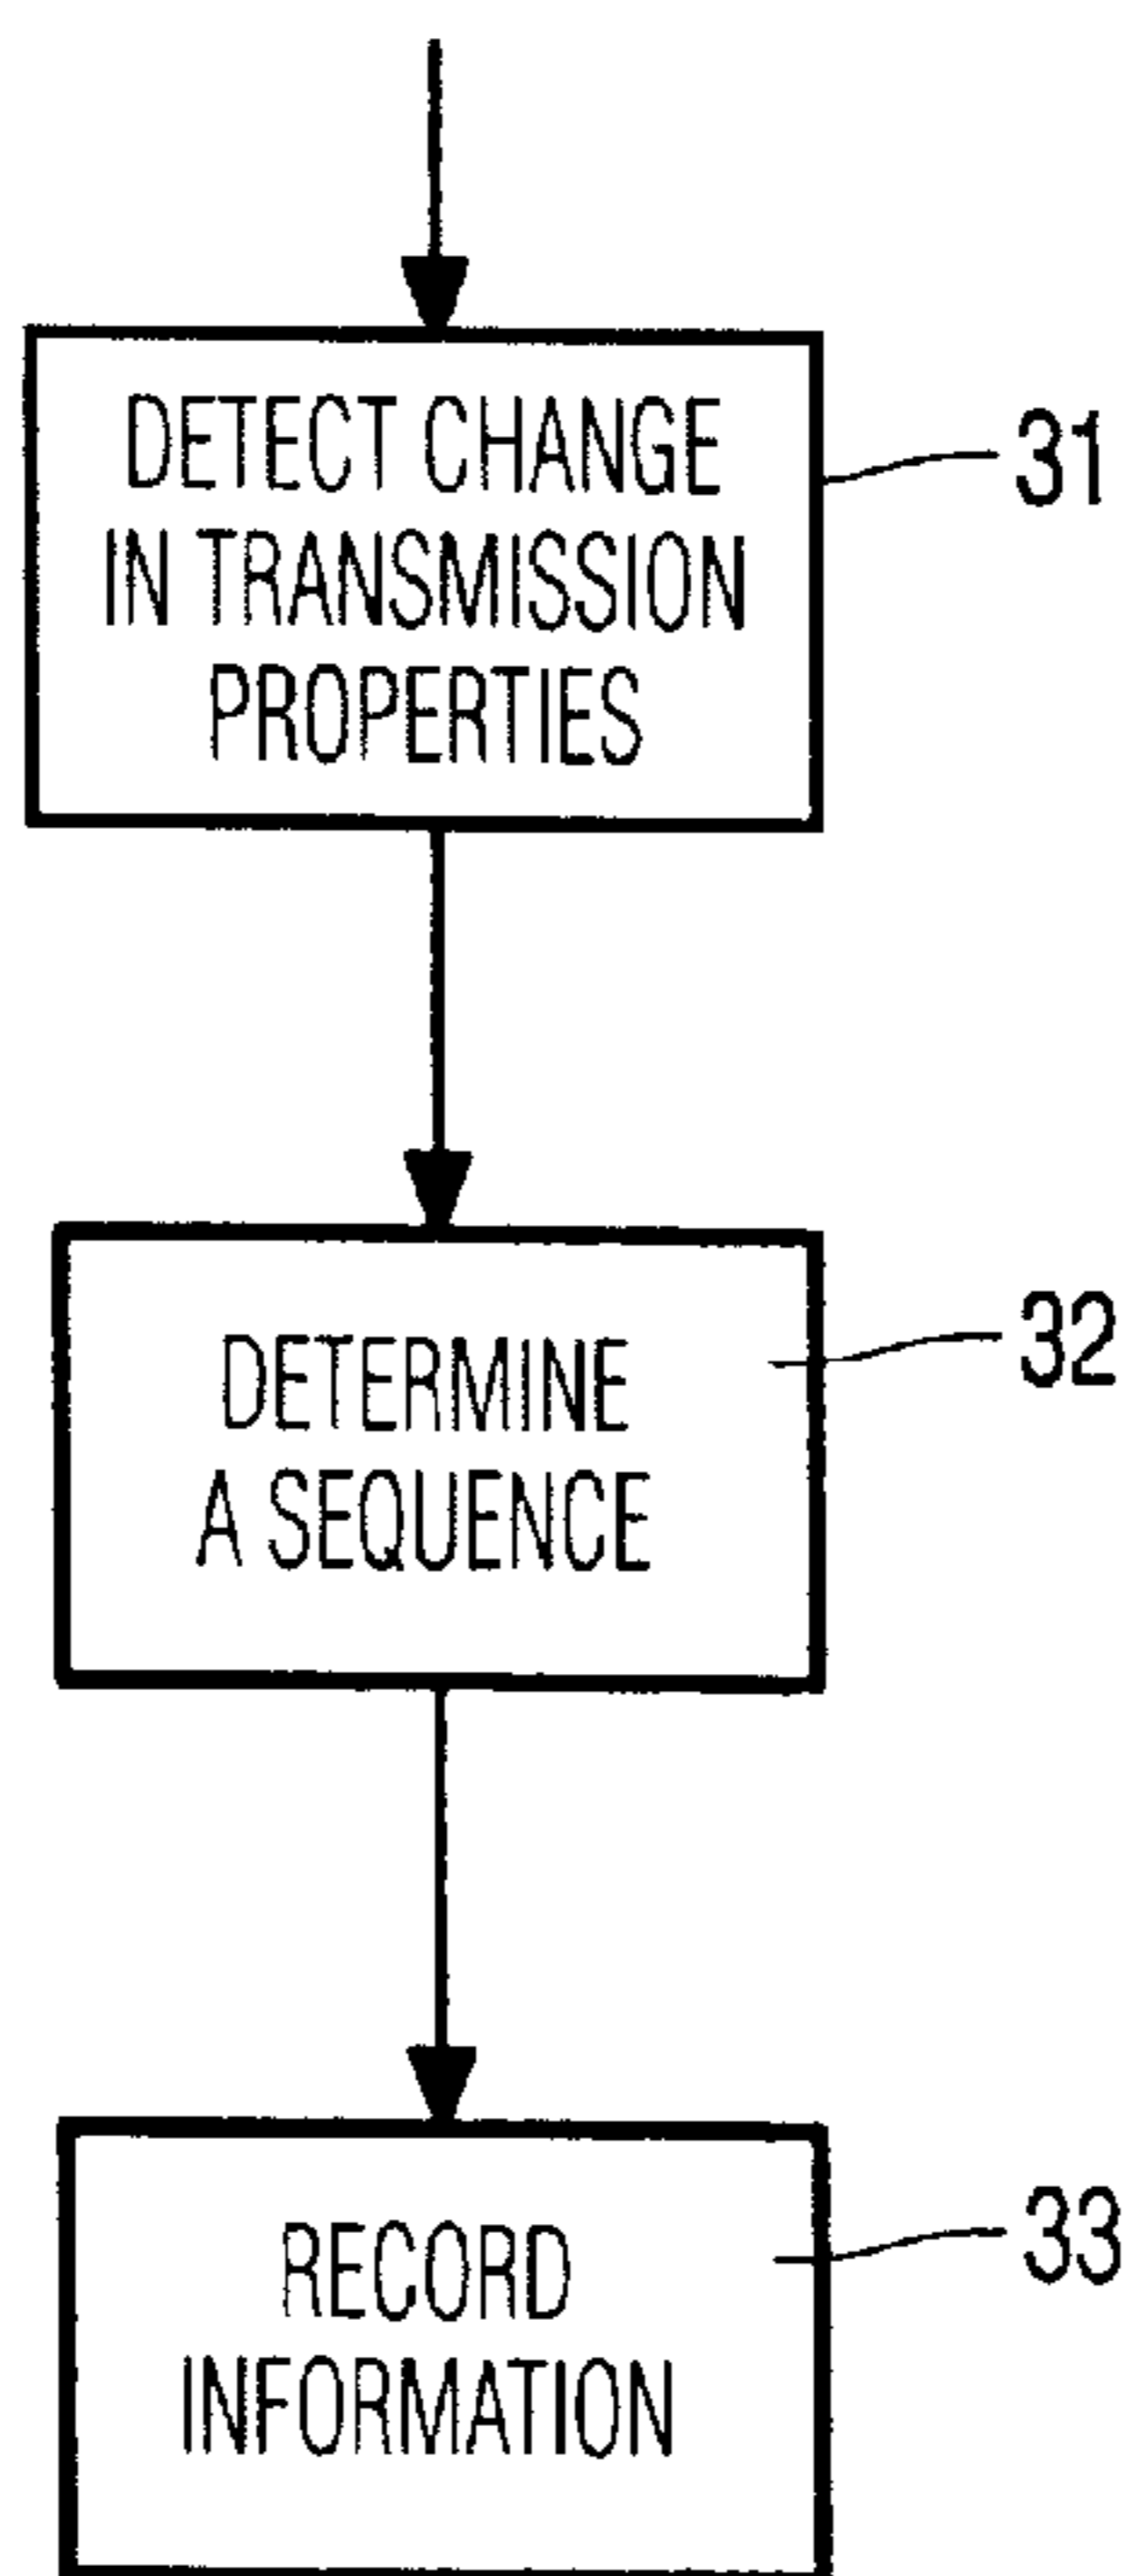 DETECT CHANGE
IN TRANSMISSION
PROPERTIES
31
DETERMINE
A SEQUENCE
32
RECORD
INFORMATION
33